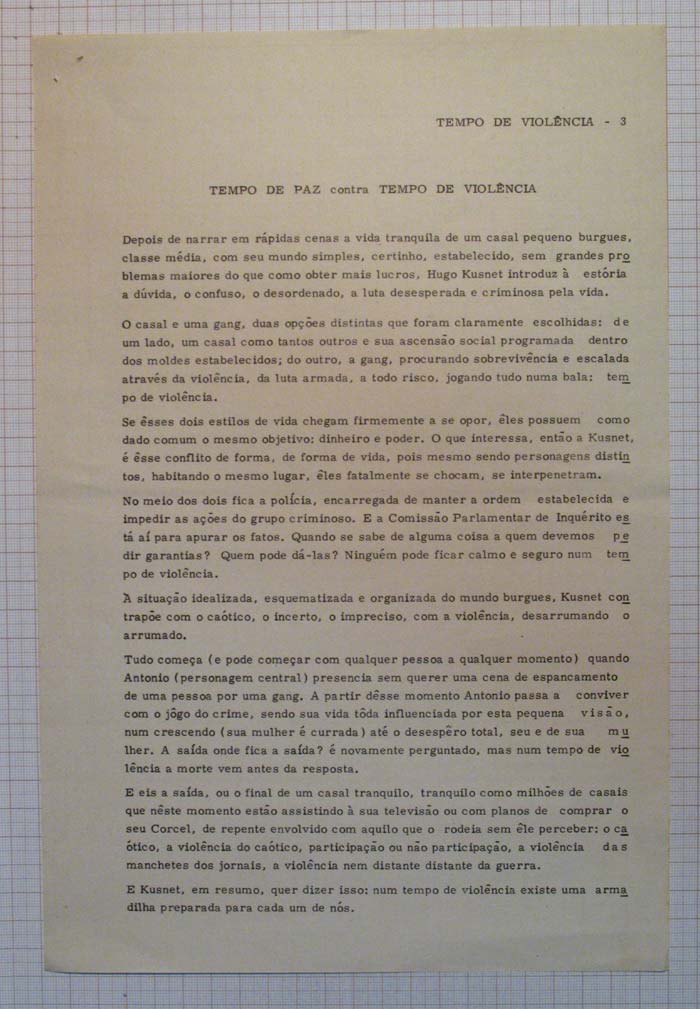 TEMPO DE VIOLÊNCIA - 3
TEMPO DE PAZ contra TEMPO DE VIOLÊNCIA
Depois de narrar em rápidas cenas a vida tranquila de um casal pequeno burgues,
classe média, com seu mundo simples, certinho, estabelecido, sem grandes pro
blemas maiores do que como obter mais lucros, Hugo Kusnet introduz à estória
a dúvida, o confuso, o desordenado, a luta desesperada e criminosa pela vida.
O casal e uma gang, duas opções distintas que foram claramente escolhidas: de
um lado, um casal como tantos outros e sua ascensão social programada dentro
dos moldes estabelecidos; do outro, a gang, procurando sobrevivência e escalada
através da violência, da luta armada, a todo risco, jogando tudo numa bala: tem
po de violência.
Se êsses dois estilos de vida chegam firmemente a se opor, êles possuem como
dado comum o mesmo objetivo: dinheiro e poder. O que interessa, então a Kusnet,
é êsse conflito de forma, de forma de vida, pois mesmo sendo personagens distin
tos, habitando o mesmo lugar, êles fatalmente se chocam, se interpenetram.
No meio dos dois fica a polícia, encarregada de manter a ordem estabelecida e
impedir as ações do grupo criminoso. E a Comissão Parlamentar de Inquérito es
tá aí para apurar os fatos. Quando se sabe de alguma coisa a quem devemos pe
dir garantias? Quem pode dá-las? Ninguém pode ficar calmo e seguro num tem
po de violência.
À situação idealizada, esquematizada e organizada do mundo burgues, Kusnet con
trapõe com o caótico, o incerto, o impreciso, com a violência, desarrumando o
arrumado.
Tudo começa (e pode começar com qualquer pessoa a qualquer momento) quando
Antonio (personagem central) presencia sem querer uma cena de espancamento
de uma pessoa por uma gang. A partir dêsse momento Antonio passa a conviver
com o jôgo do crime, sendo sua vida tôda influenciada por esta pequena visão,
num crescendo (sua mulher é currada) até o desespêro total, seu e de sua mu
lher. A saída onde fica a saída? é novamente perguntado, mas num tempo de vio
lência a morte vem antes da resposta.
E eis a saída, ou o final de um casal tranquilo, tranquilo como milhões de casais
que nêste momento estão assistindo à sua televisão ou com planos de comprar o
seu Corcel, de repente envolvido com aquilo que o rodeia sem êle perceber: o ca
ótico, a violência do caótico, participação ou não participação, a violência das
manchetes dos jornais, a violência nem distante distante da guerra.
E Kusnet, em resumo, quer dizer isso: num tempo de violência existe uma arma
dilha preparada para cada um de nós.